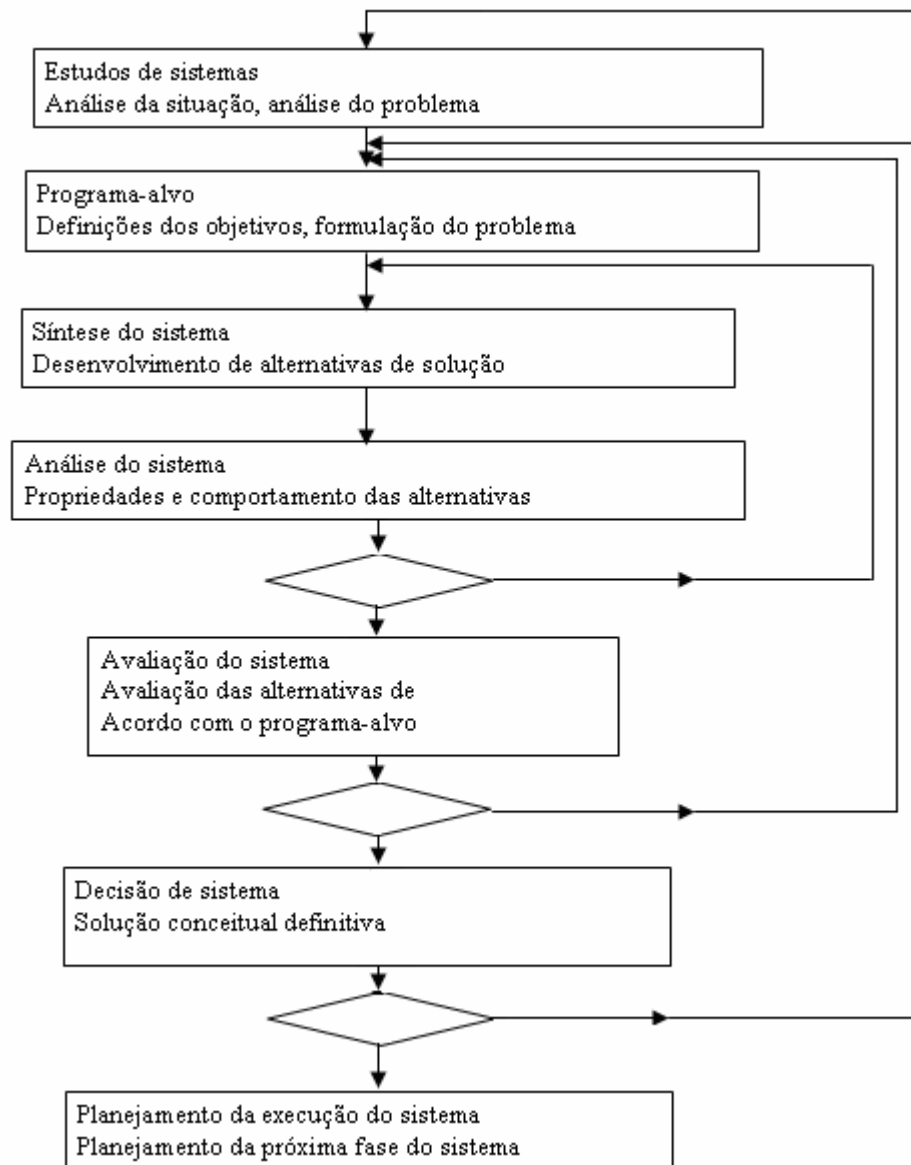 Estudos de sistemas
Análise da situação, análise do problema
Programa-alvo
Definições dos objetivos, formulação do problema
Síntese do sistema
Desenvolvimento de alternativas de solução
Análise do sistema
Propriedades e comportamento das alternativas
Avaliação do sistema
Avaliação das alternativas de
Acordo com o programa-alvo
Decisão de sistema
Solução conceitual definitiva
Planejamento da execução do sistema
Planejamento da próxima fase do sistema